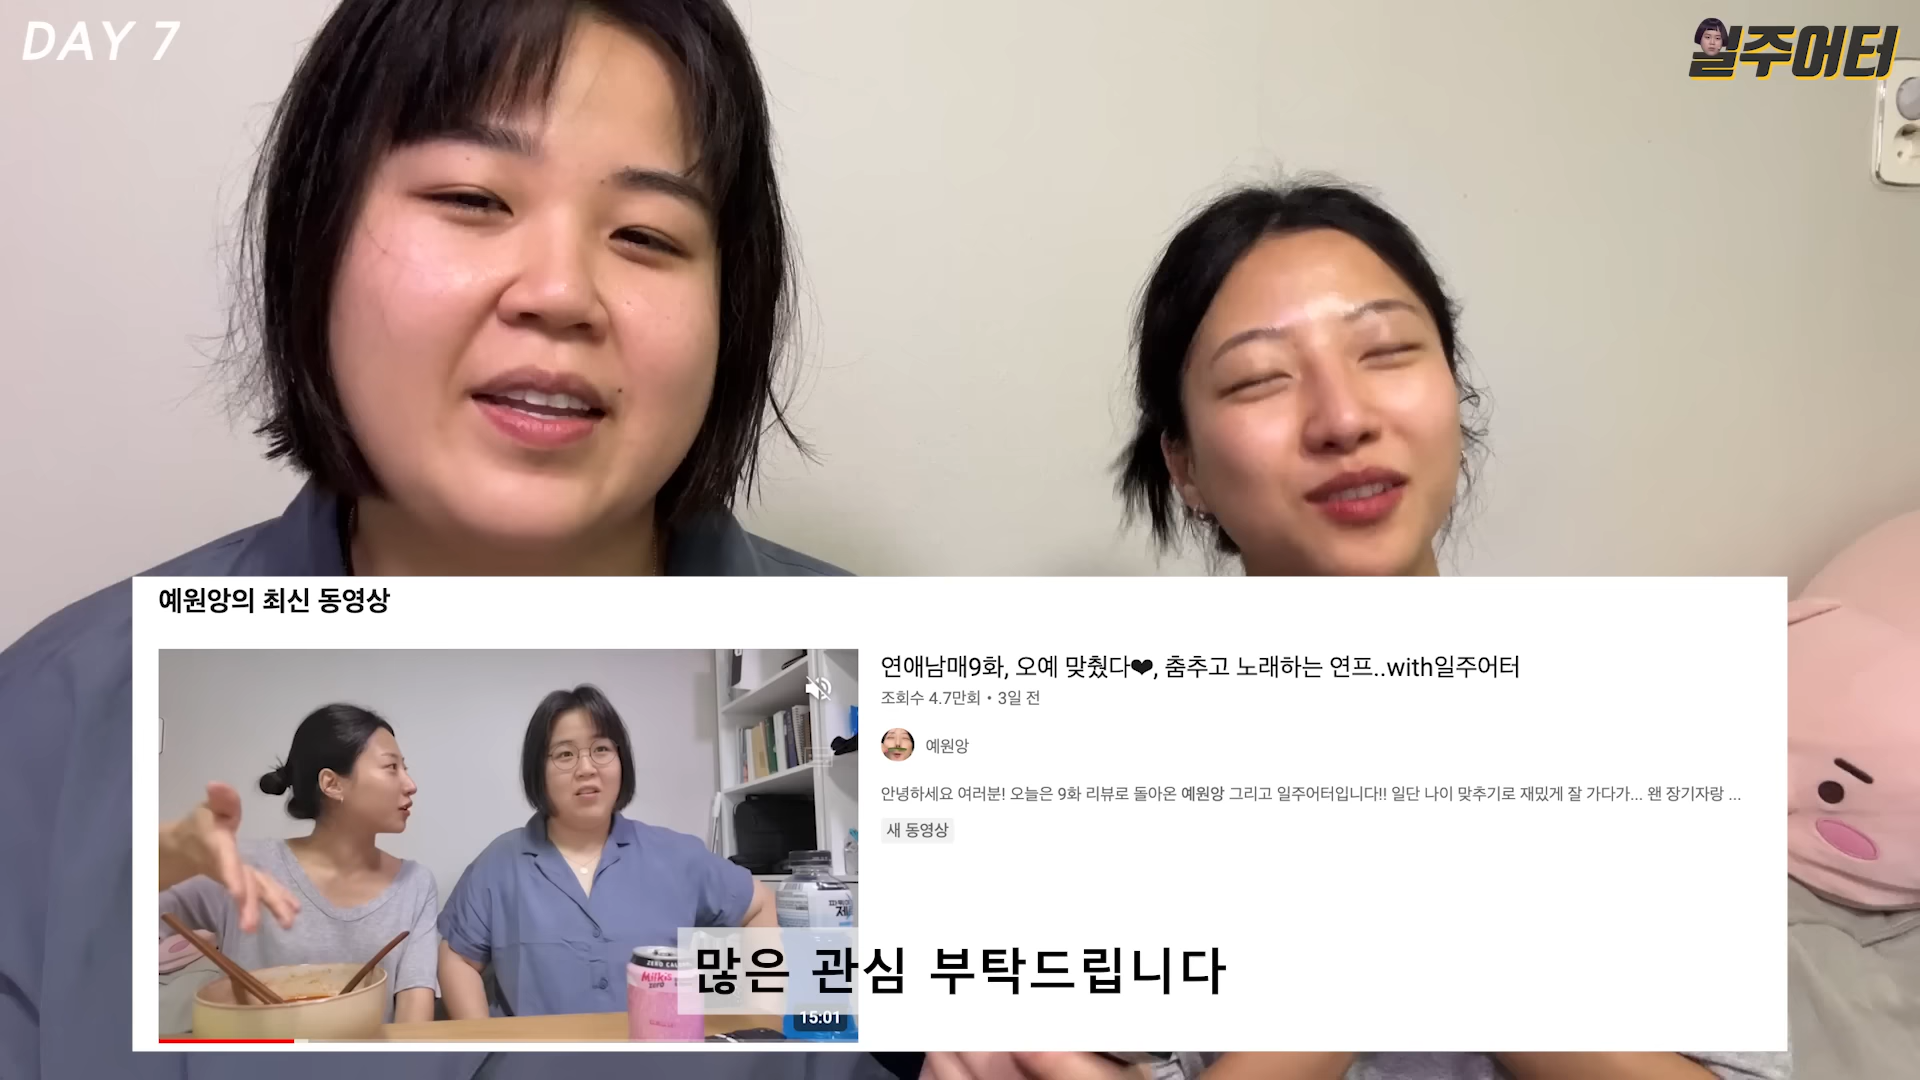 DAY 7
일주어터
예원앙의 최신 동영상
연애남매9화, 오예 맞췄다❤, 춤추고 노래하는 연프..with일주어터
조회수 4.7만회 • 3일 전
예원앙
안녕하세요 여러분! 오늘은 9화 리뷰로 돌아온 예원앙 그리고 일주어터입니다!! 일단 나이 맞추기로 재밌게 잘 가다가... 왠 장기자랑 ...
새 동영상
ZERO CAL
Milkis
ZERO
많은 관심 부탁드립니다
15:01